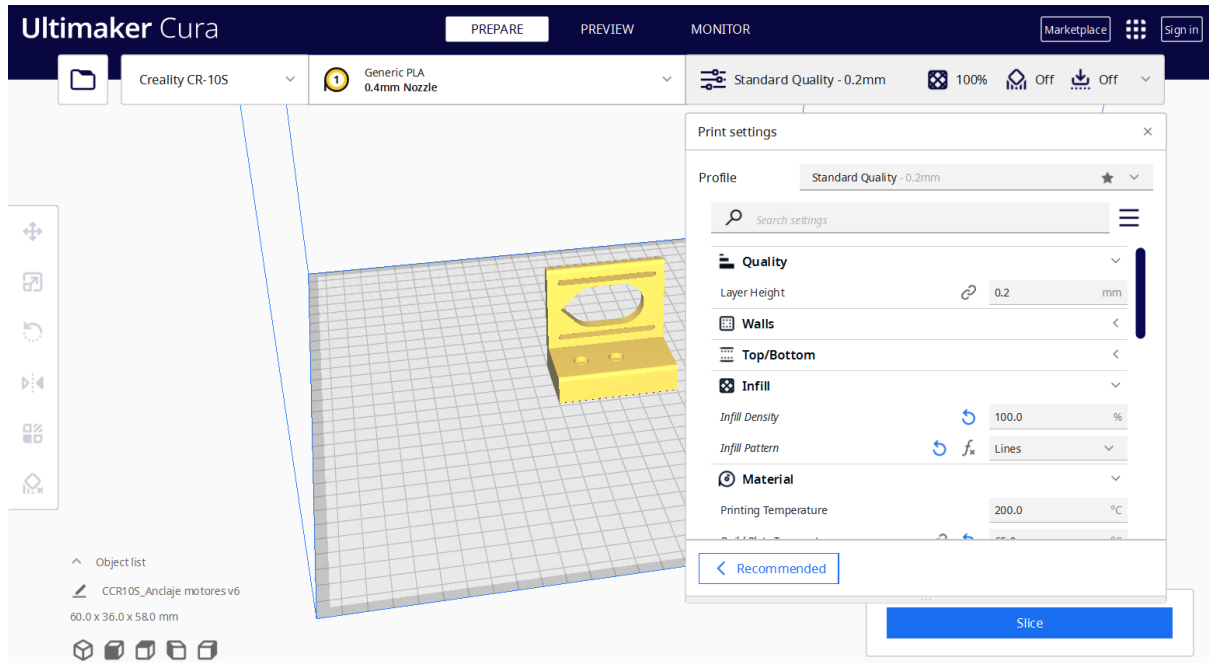 Ultimaker Cura
PREPARE
PREVIEW
MONITOR
Marketplace
Sign in
Creality CR-10S
1
Generic PLA
0.4mm Nozzle
Standard Quality - 0.2mm
100%
Off
Off
Print settings
Profile
Standard Quality - 0.2mm
Search settings
Quality
Layer Height
0.2 mm
Walls
Top/Bottom
Infill
Infill Density
100.0 %
Infill Pattern
Lines
Material
Printing Temperature
200.0 °C
Recommended
Object list
CCR10S_Anclaje motores v6
60.0 x 36.0 x 58.0 mm
Slice